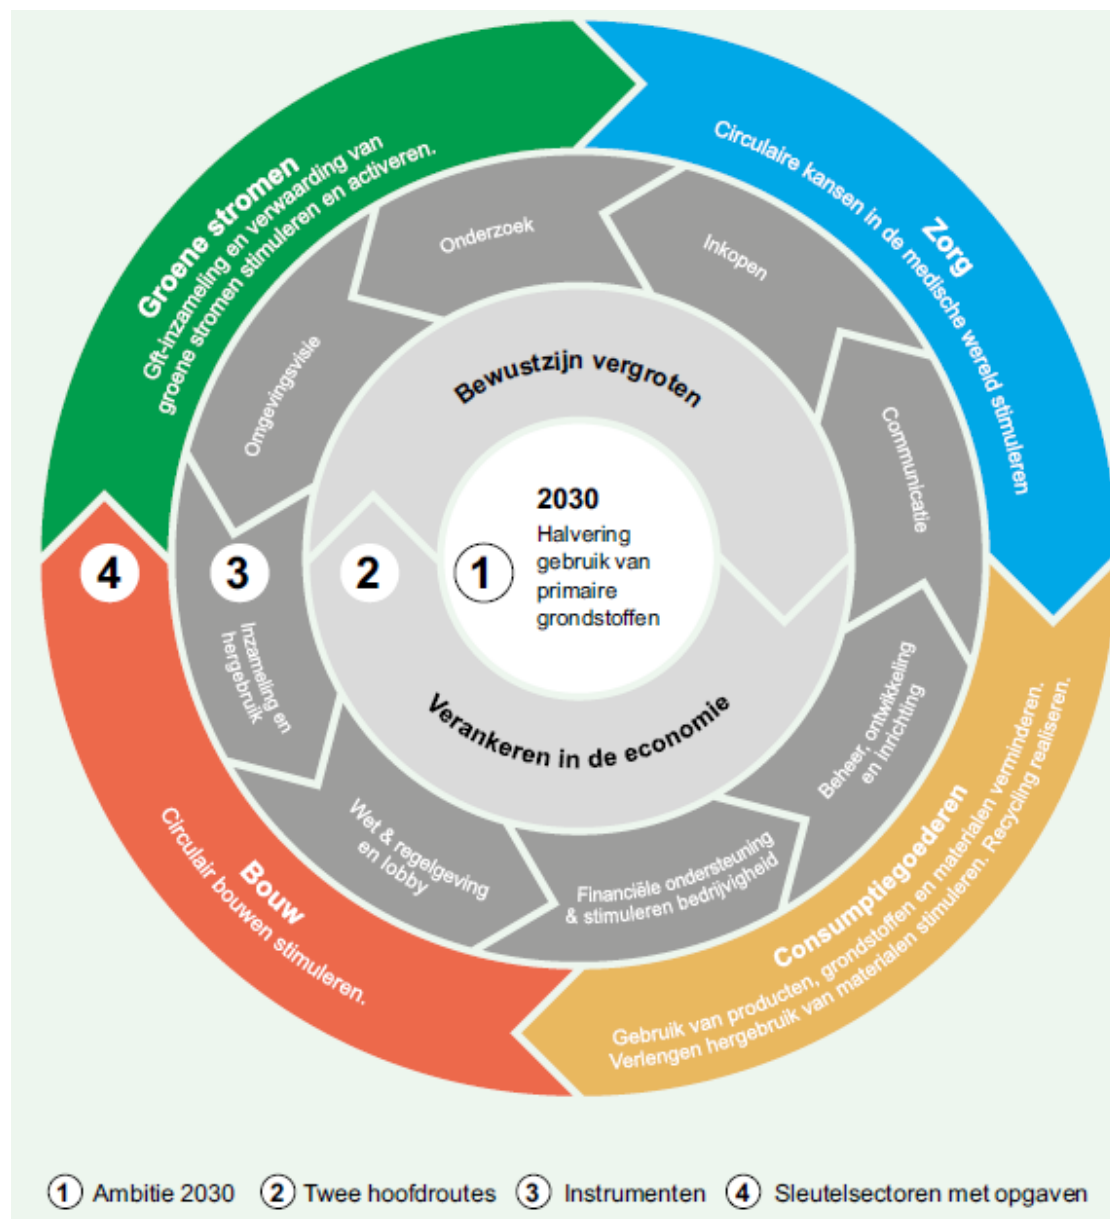 Groene stromen
Gft-inzameling en verwaarding van
groene stromen stimuleren en activeren.
Zorg
Circulaire kansen in de medische wereld stimuleren
Consumptiegoederen
Gebruik van producten, grondstoffen en materialen verminderen.
Verlengen hergebruik van materialen stimuleren. Recycling realiseren.
Bouw
Circulair bouwen stimuleren.
Onderzoek
Inkopen
Communicatie
Beheer, ontwikkeling
en inrichting
Financiële ondersteuning
& stimuleren bedrijvigheid
Wet & regelgeving
en lobby
Inzameling en
hergebruik
Omgevingsvisie
Bewustzijn vergroten
Verankeren in de economie
4
3
2
1
2030
Halvering
gebruik van
primaire
grondstoffen
1 Ambitie 2030 2 Twee hoofdroutes 3 Instrumenten 4 Sleutelsectoren met opgaven